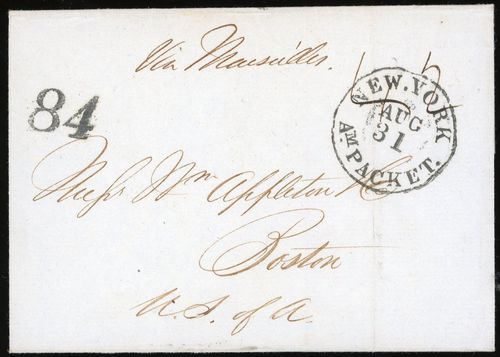 Via Marseilles.
84
NEW.YORK
AUG
31
AM PACKET.
Messrs Wm Appleton & Co
Boston
U.S. of A.